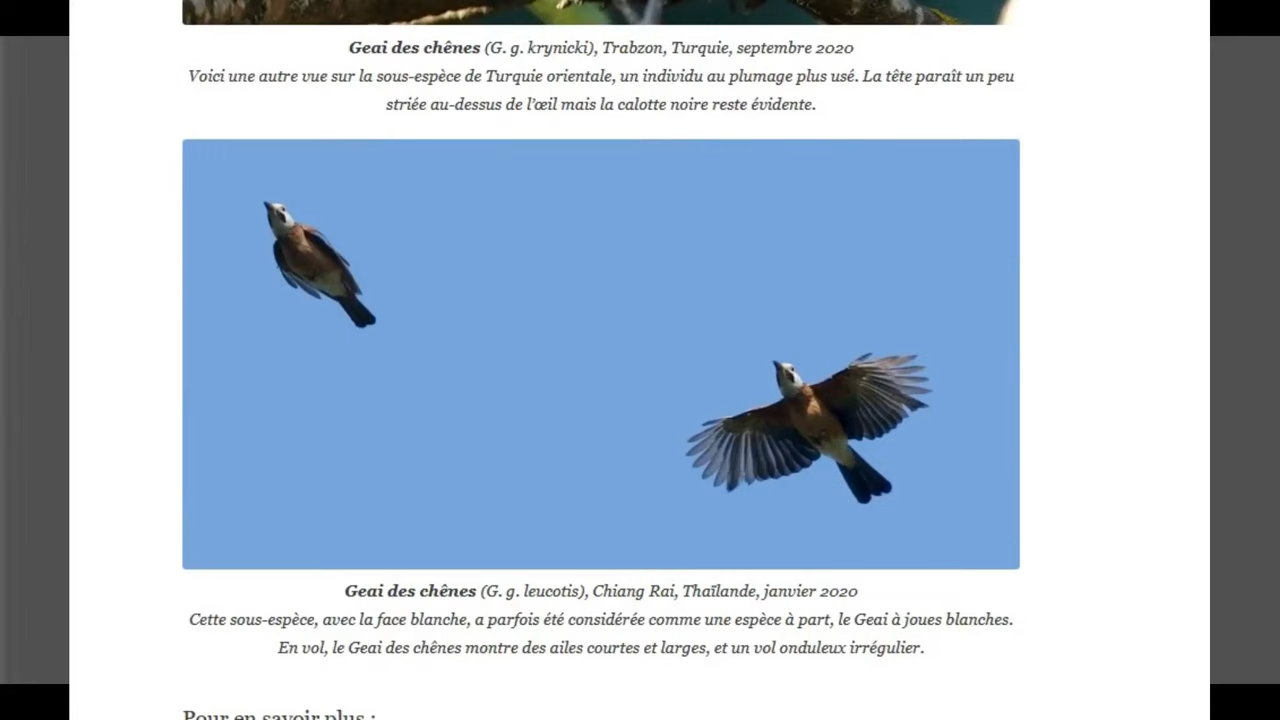 Geai des chênes (G. g. krynicki), Trabzon, Turquie, septembre 2020
Voici une autre vue sur la sous-espèce de Turquie orientale, un individu au plumage plus usé. La tête paraît un peu
striée au-dessus de l'œil mais la calotte noire reste évidente.
Geai des chênes (G. g. leucotis), Chiang Rai, Thaïlande, janvier 2020
Cette sous-espèce, avec la face blanche, a parfois été considérée comme une espèce à part, le Geai à joues blanches.
En vol, le Geai des chênes montre des ailes courtes et larges, et un vol onduleux irrégulier.
Pour en savoir plus :